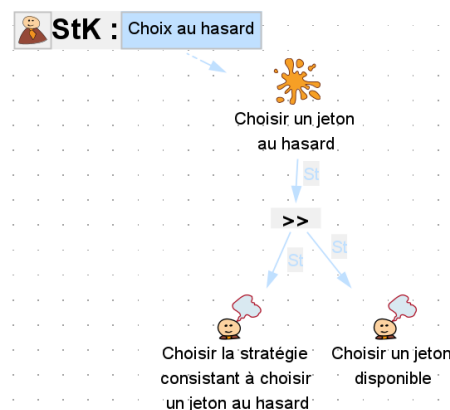 StK : Choix au hasard
Choisir un jeton
au hasard
St
>>
St
St
Choisir la stratégie
consistant à choisir
un jeton au hasard
Choisir un jeton
disponible